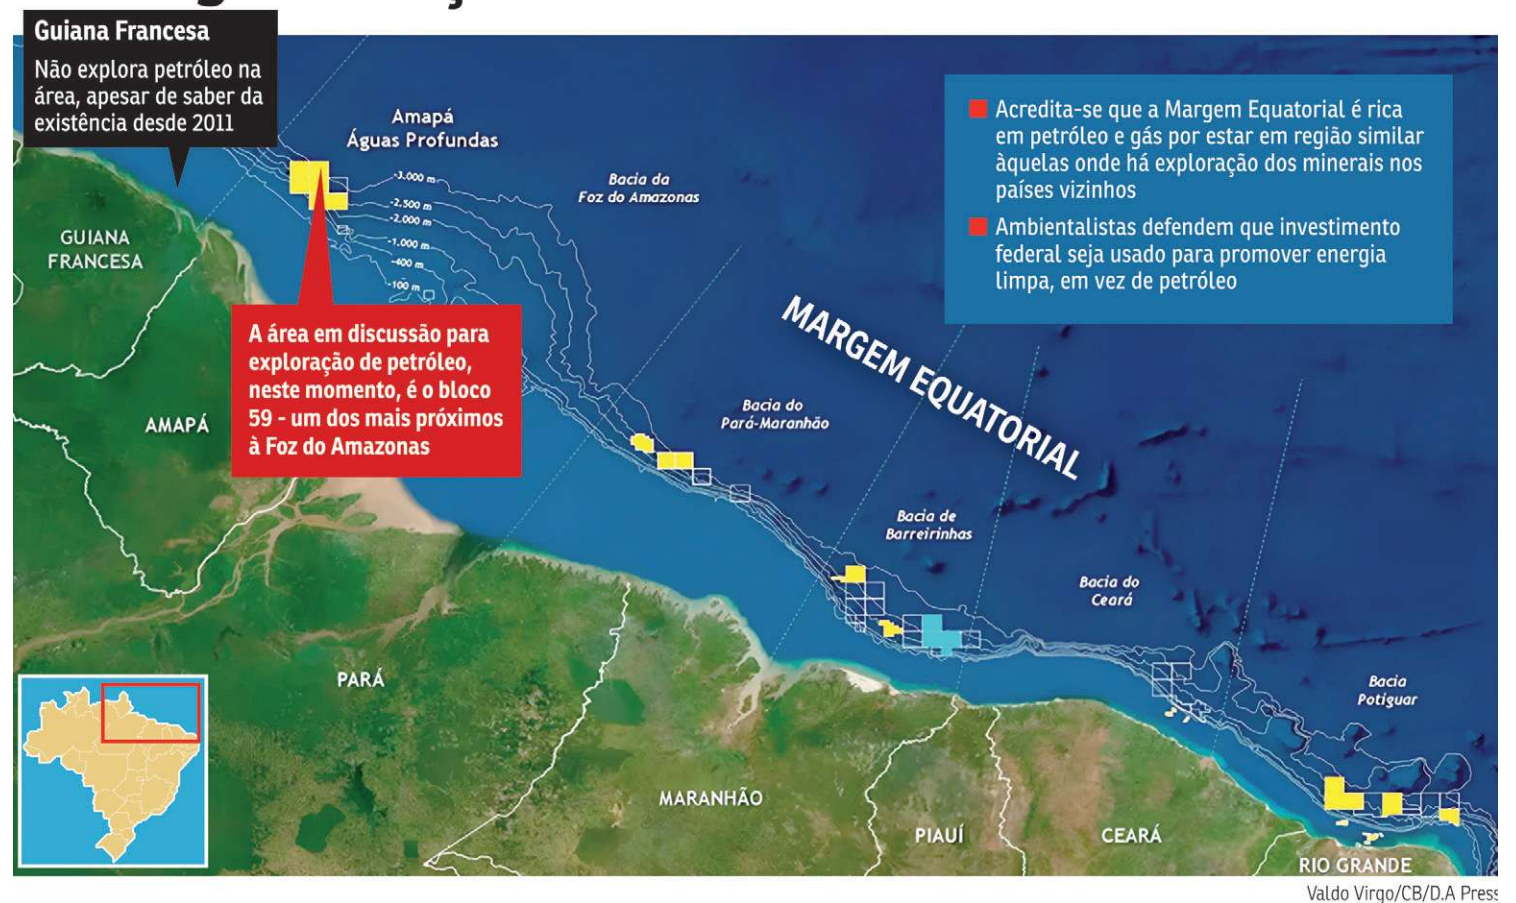 Guiana Francesa
Não explora petróleo na
área, apesar de saber da
existência desde 2011
Amapá
Águas Profundas
Bacia da
Foz do Amazonas
Acredita-se que a Margem Equatorial é rica
em petróleo e gás por estar em região similar
àquelas onde há exploração dos minerais nos
países vizinhos
Ambientalistas defendem que investimento
federal seja usado para promover energia
limpa, em vez de petróleo
-3.000 m
-2.500 m
-2.000 m
-1.000 m
-400 m
-100 m
GUIANA
FRANCESA
A área em discussão para
exploração de petróleo,
neste momento, é o bloco
59 - um dos mais próximos
à Foz do Amazonas
MARGEM EQUATORIAL
AMAPÁ
Bacia do
Pará-Maranhão
Bacia de
Barreirinhas
Bacia do
Ceará
Bacia
Potiguar
PARÁ
MARANHÃO
PIAUÍ
CEARÁ
RIO GRANDE
Valdo Virgo/CB/D.A Press